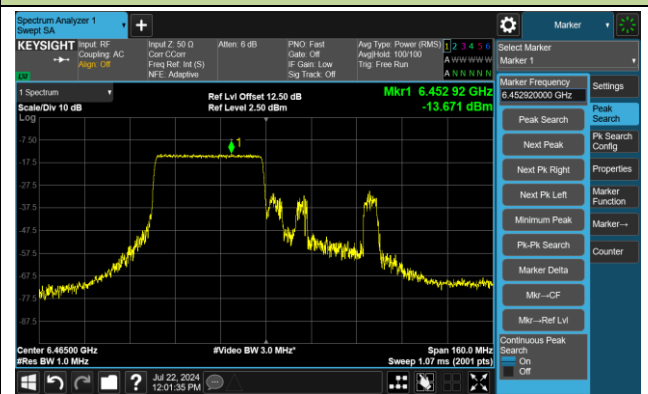 Spectrum Analyzer 1
Swept SA
+
Marker
KEYSIGHT
Input: RF
Coupling: AC
Align: Off
Input Z: 50 Ω
Corr CCorr
Freq Ref: Int (S)
NFE: Adaptive
Atten: 6 dB
PNO: Fast
Gate: Off
IF Gain: Low
Sig Track: Off
Avg Type: Power (RMS)
Avg|Hold: 100/100
Trig: Free Run
1 2 3 4 5 6
A W W W W W
A N N N N N
LXI
Select Marker
Marker 1
1 Spectrum
Scale/Div 10 dB
Log
Ref Lvl Offset 12.50 dB
Ref Level 2.50 dBm
Mkr1 6.452 92 GHz
-13.671 dBm
1
-7.50
-17.5
-27.5
-37.5
-47.5
-57.5
-67.5
-77.5
-87.5
Center 6.46500 GHz
#Res BW 1.0 MHz
#Video BW 3.0 MHz*
Span 160.0 MHz
Sweep 1.07 ms (2001 pts)
Marker Frequency
6.452920000 GHz
Peak Search
Next Peak
Next Pk Right
Next Pk Left
Minimum Peak
Pk-Pk Search
Marker Delta
Mkr→CF
Mkr→Ref Lvl
Continuous Peak
Search
On
Off
Settings
Peak
Search
Pk Search
Config
Properties
Marker
Function
Marker→
Counter
?
Jul 22, 2024
12:01:35 PM